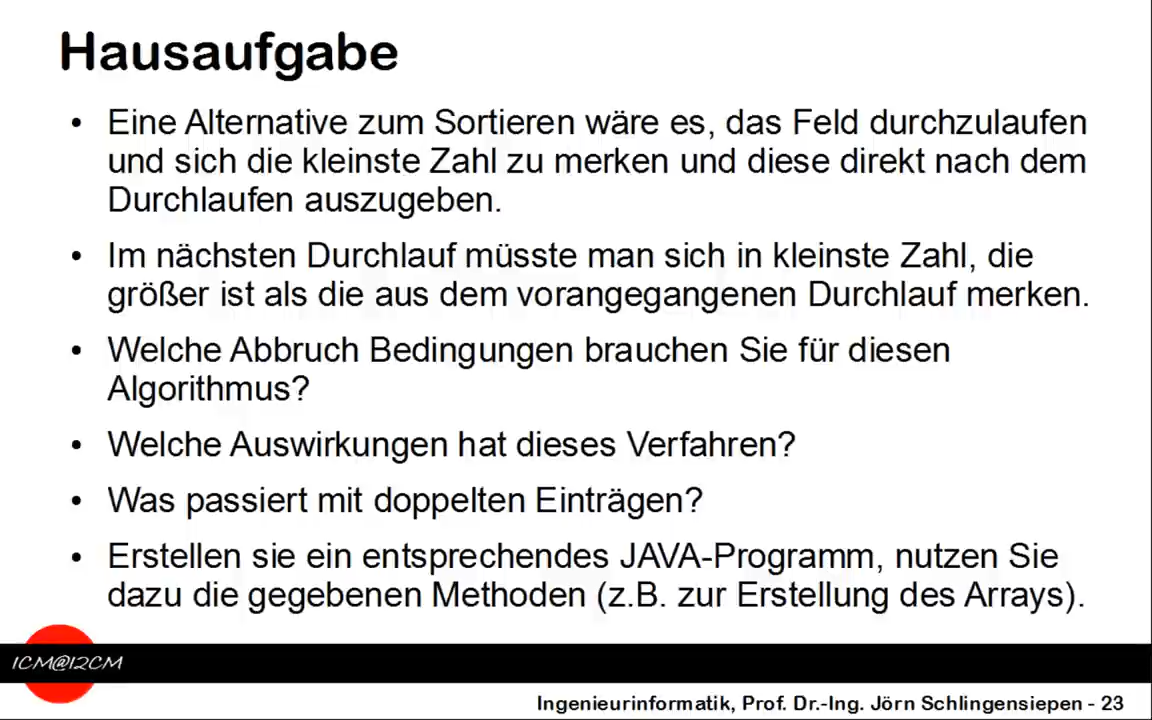 Hausaufgabe
• Eine Alternative zum Sortieren wäre es, das Feld durchzulaufen
und sich die kleinste Zahl zu merken und diese direkt nach dem
Durchlaufen auszugeben.
• Im nächsten Durchlauf müsste man sich in kleinste Zahl, die
größer ist als die aus dem vorangegangenen Durchlauf merken.
• Welche Abbruch Bedingungen brauchen Sie für diesen
Algorithmus?
• Welche Auswirkungen hat dieses Verfahren?
• Was passiert mit doppelten Einträgen?
• Erstellen sie ein entsprechendes JAVA-Programm, nutzen Sie
dazu die gegebenen Methoden (z.B. zur Erstellung des Arrays).
ICM@I2CM
Ingenieurinformatik, Prof. Dr.-Ing. Jörn Schlingensiepen - 23